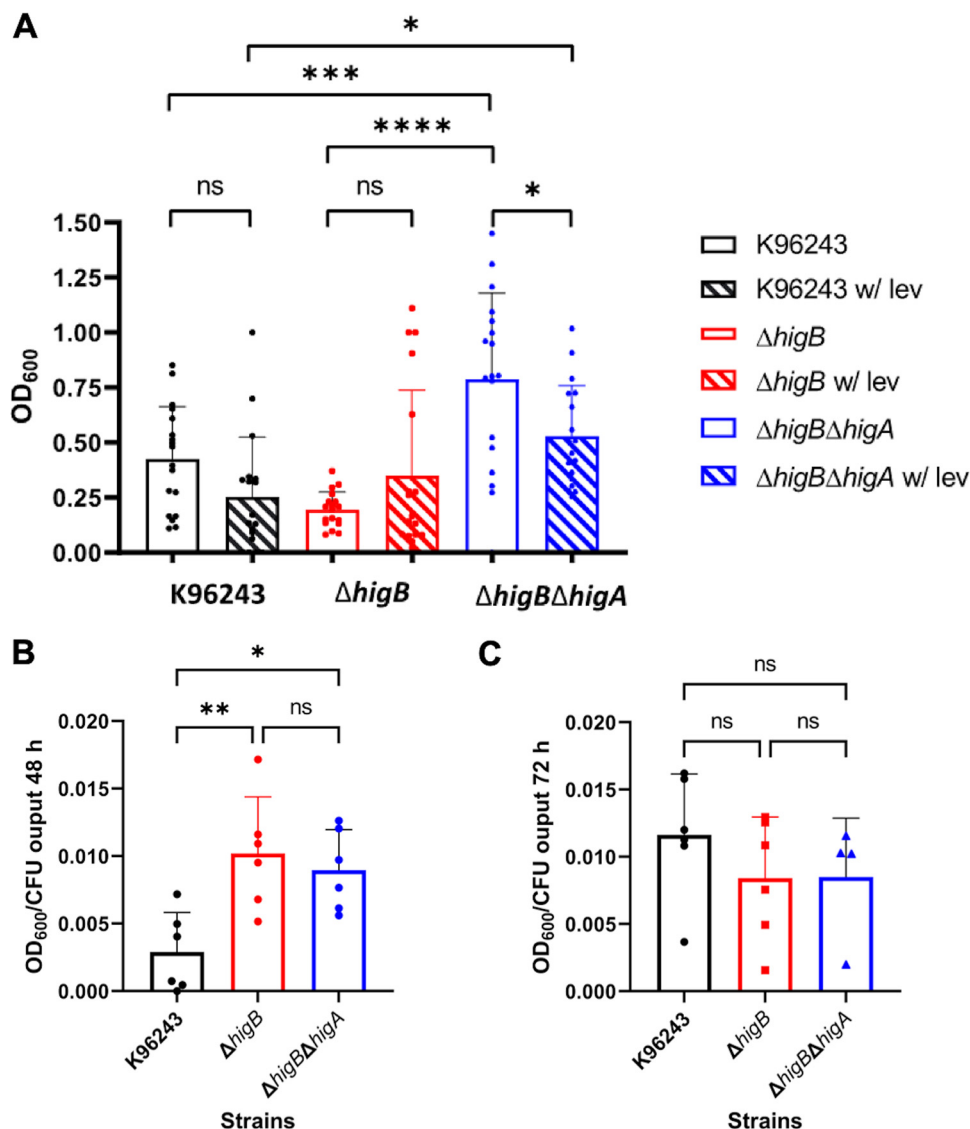 A
*
***
****
ns
ns
*
OD600
1.50
1.25
1.00
0.75
0.50
0.25
0.00
K96243
ΔhigB
ΔhigBΔhigA
K96243
K96243 w/ lev
ΔhigB
ΔhigB w/ lev
ΔhigBΔhigA
ΔhigBΔhigA w/ lev
B
*
**
ns
OD600/CFU ouput 48 h
0.020
0.015
0.010
0.005
0.000
K96243
ΔhigB
ΔhigBΔhigA
Strains
C
ns
ns
ns
OD600/CFU ouput 72 h
0.020
0.015
0.010
0.005
0.000
K96243
ΔhigB
ΔhigBΔhigA
Strains